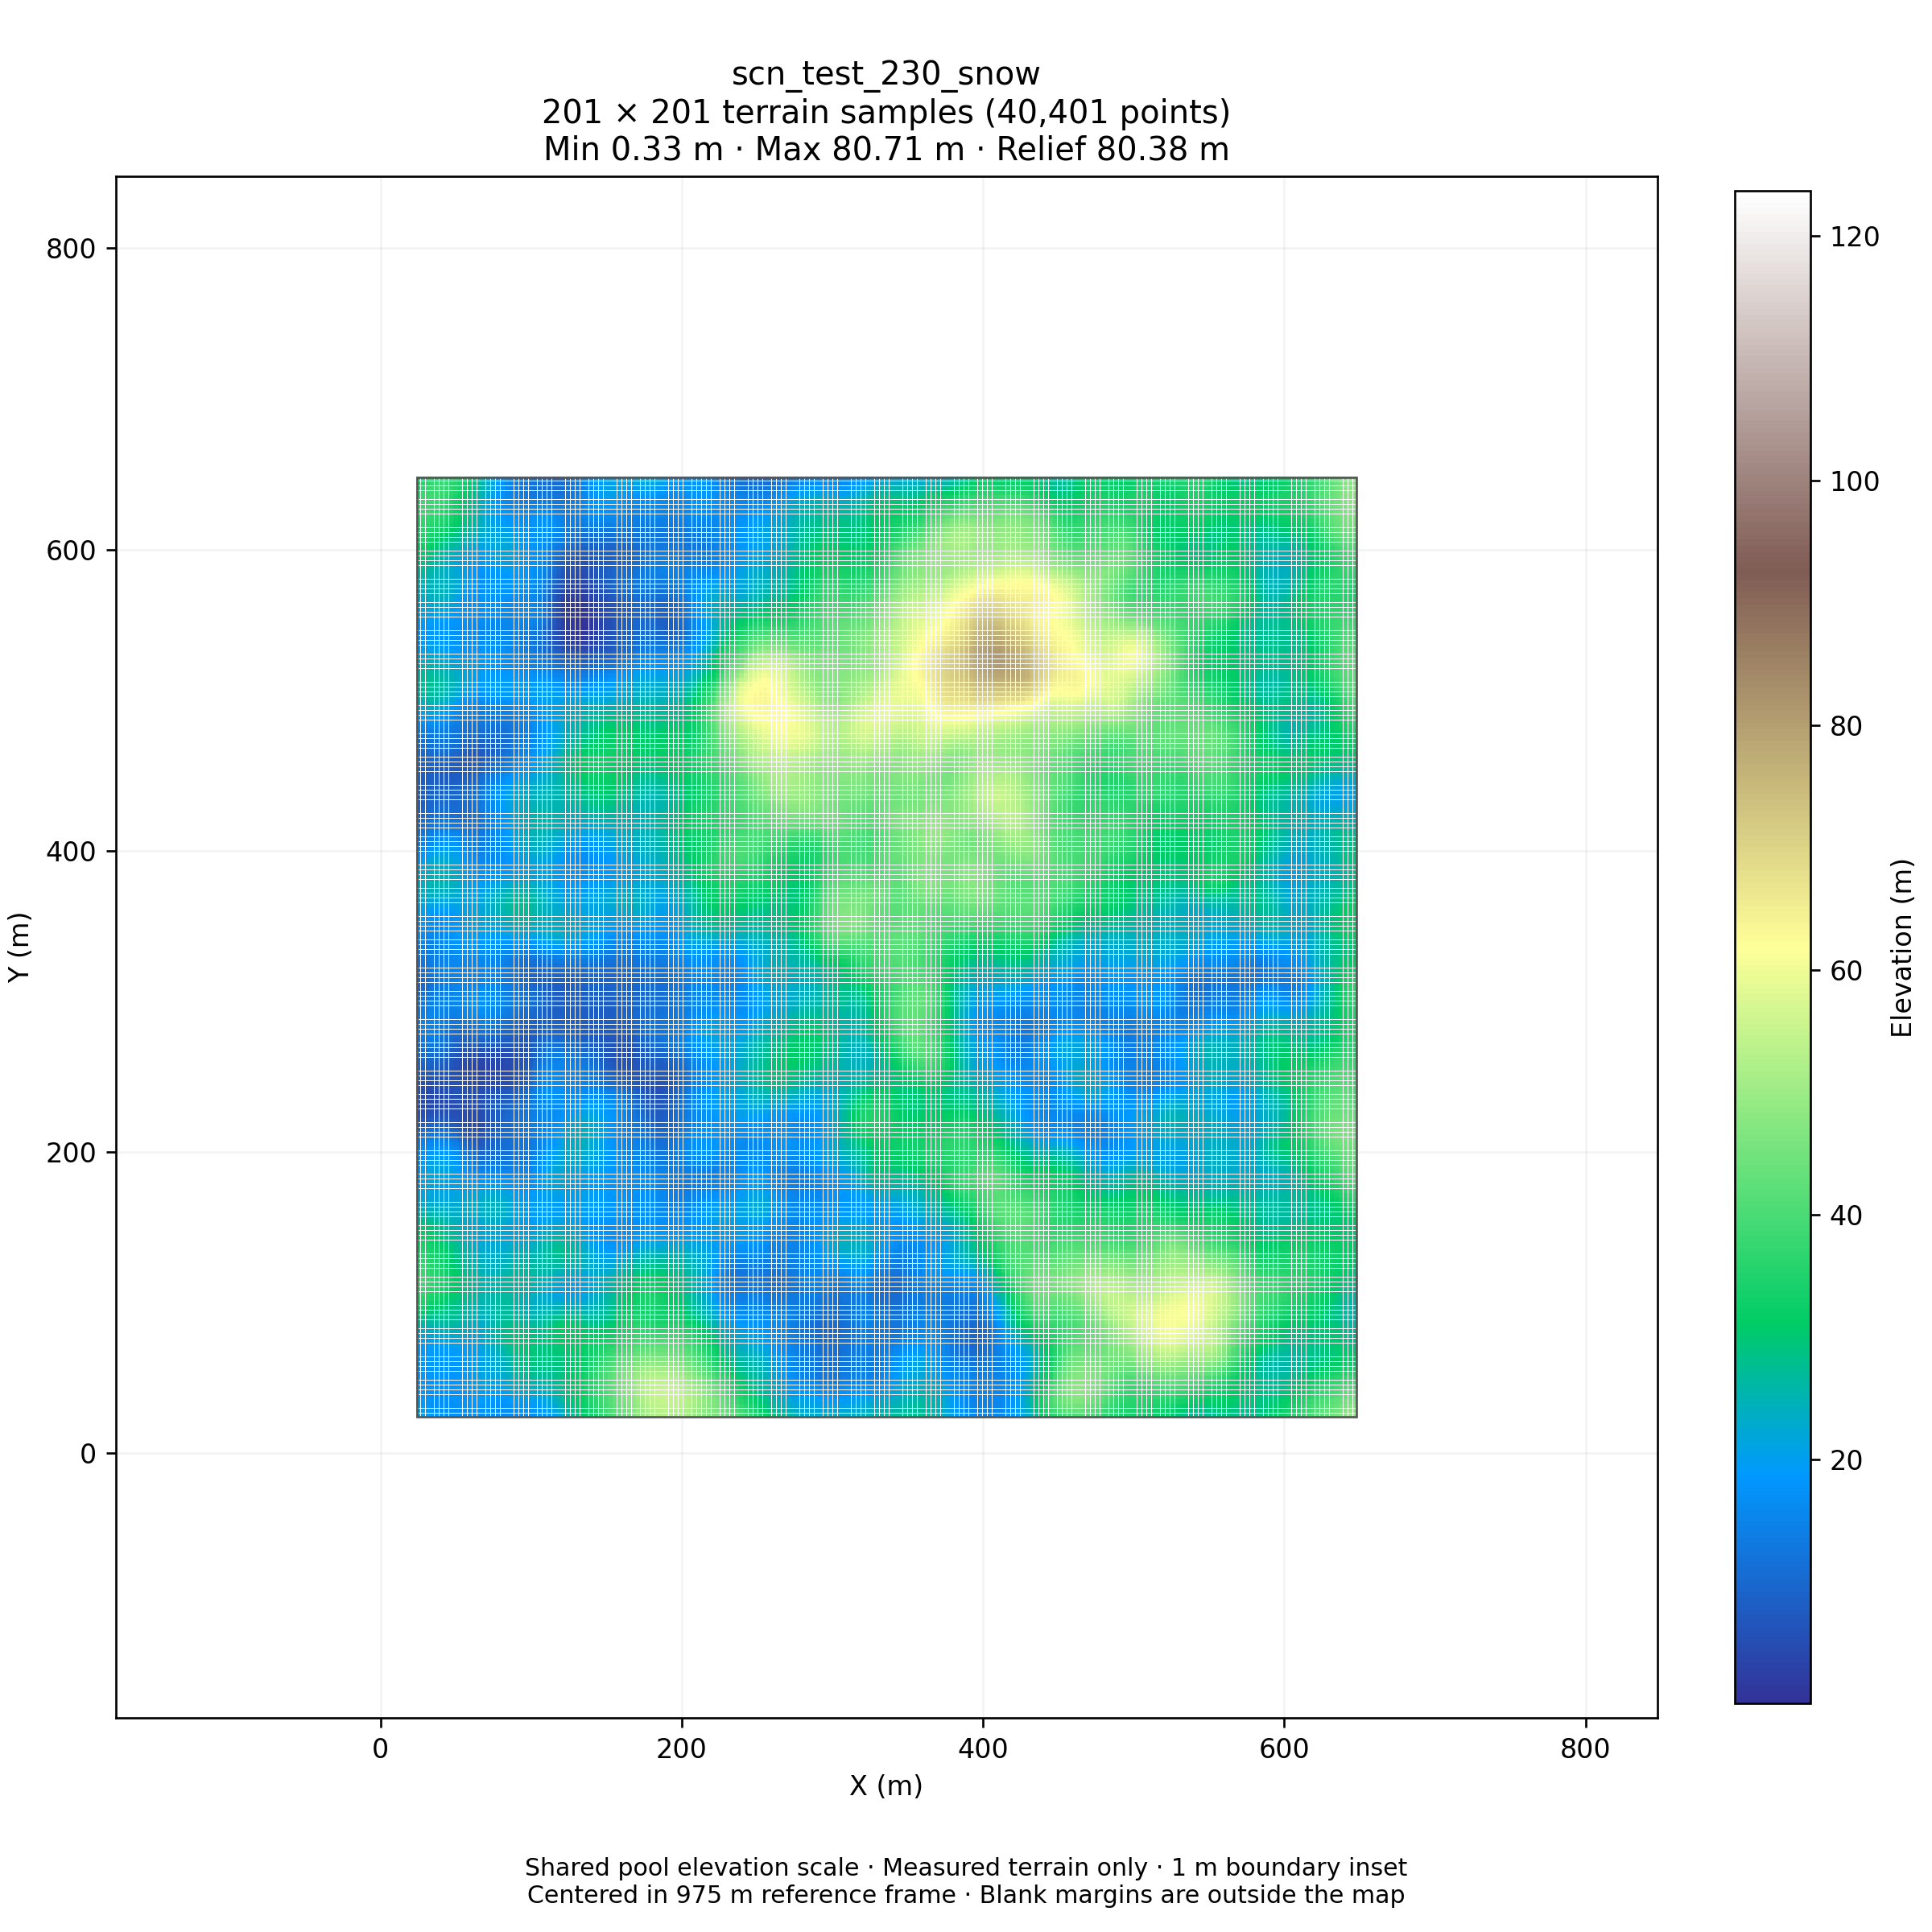 scn_test_230_snow
201 × 201 terrain samples (40,401 points)
Min 0.33 m · Max 80.71 m · Relief 80.38 m
800
600
400
200
0
Y (m)
0
200
400
600
800
X (m)
120
100
80
60
40
20
Elevation (m)
Shared pool elevation scale · Measured terrain only · 1 m boundary inset
Centered in 975 m reference frame · Blank margins are outside the map